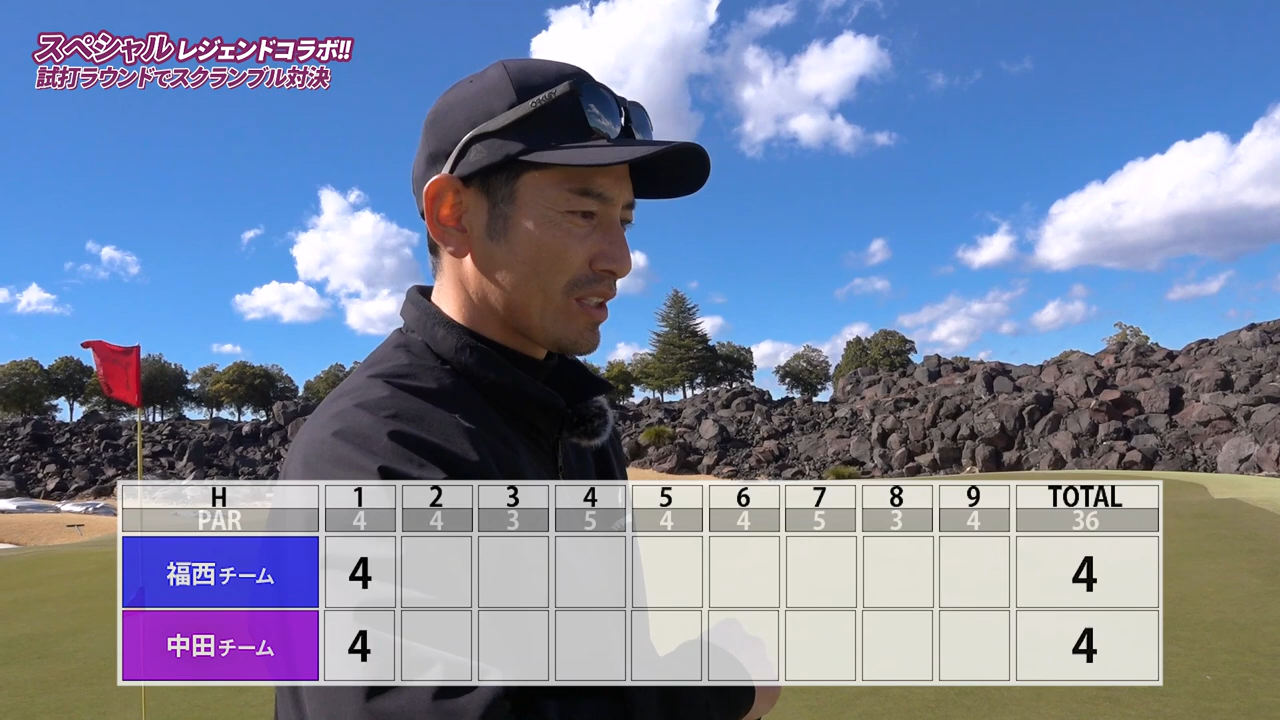 スペシャル レジェンドコラボ!!
試打ラウンドでスクランブル対決
OAKLEY
H 1 2 3 4 5 6 7 8 9 TOTAL
PAR 4 4 3 5 4 4 5 3 4 36
福西チーム 4 4
中田チーム 4 4